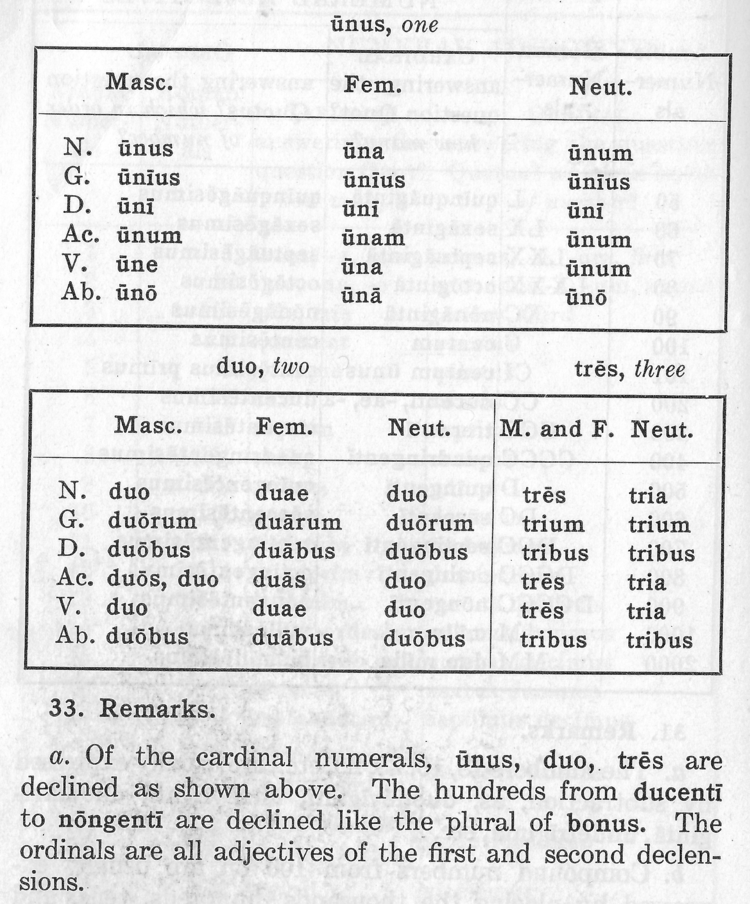 ūnus, one
Masc. Fem. Neut.
N. ūnus ūna ūnum
G. ūnīus ūnīus ūnīus
D. ūnī ūnī ūnī
Ac. ūnum ūnam ūnum
V. ūne ūna ūnum
Ab. ūnō ūnā ūnō
duo, two trēs, three
Masc. Fem. Neut. M. and F. Neut.
N. duo duae duo trēs tria
G. duōrum duārum duōrum trium trium
D. duōbus duābus duōbus tribus tribus
Ac. duōs, duo duās duo trēs tria
V. duo duae duo trēs tria
Ab. duōbus duābus duōbus tribus tribus
33. Remarks.
a. Of the cardinal numerals, ūnus, duo, trēs are
declined as shown above. The hundreds from ducentī
to nōngentī are declined like the plural of bonus. The
ordinals are all adjectives of the first and second declen-
sions.